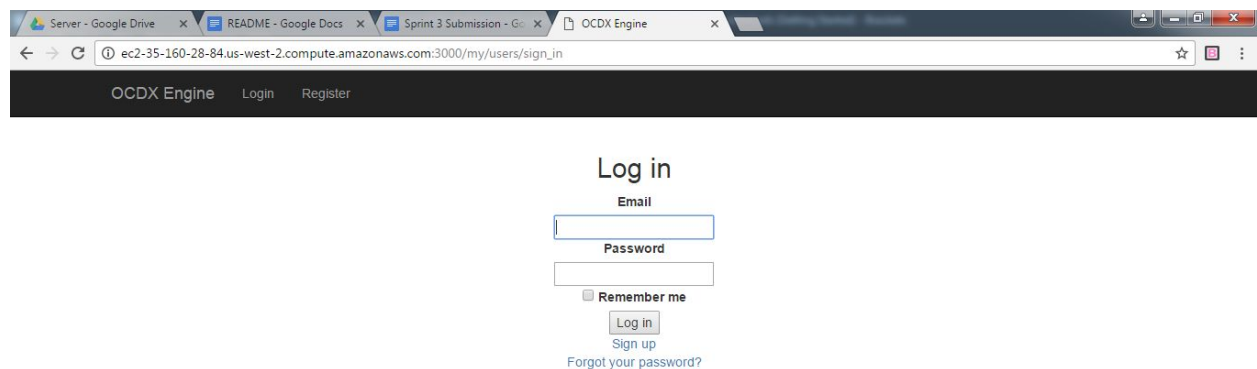 Server - Google Drive README - Google Docs Sprint 3 Submission - Go OCDX Engine
ec2-35-160-28-84.us-west-2.compute.amazonaws.com:3000/my/users/sign_in
OCDX Engine Login Register
Log in
Email
Password
Remember me
Log in
Sign up
Forgot your password?